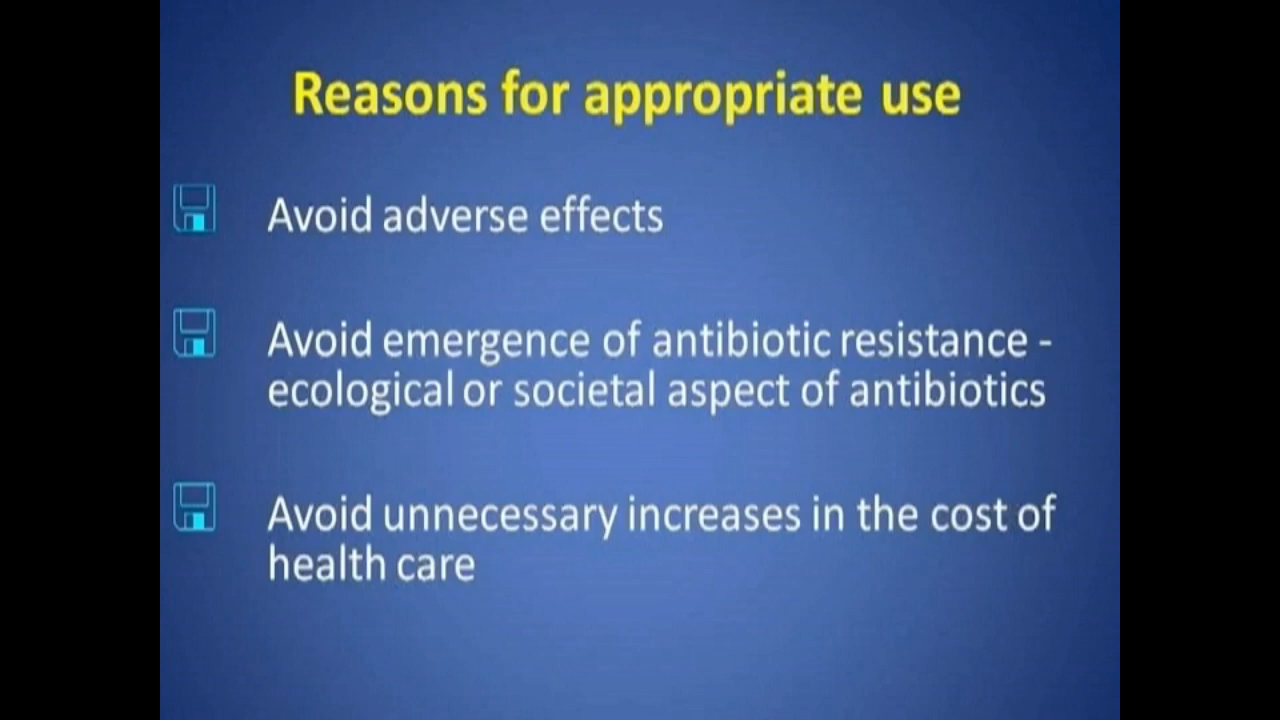 Reasons for appropriate use
Avoid adverse effects
Avoid emergence of antibiotic resistance -
ecological or societal aspect of antibiotics
Avoid unnecessary increases in the cost of
health care